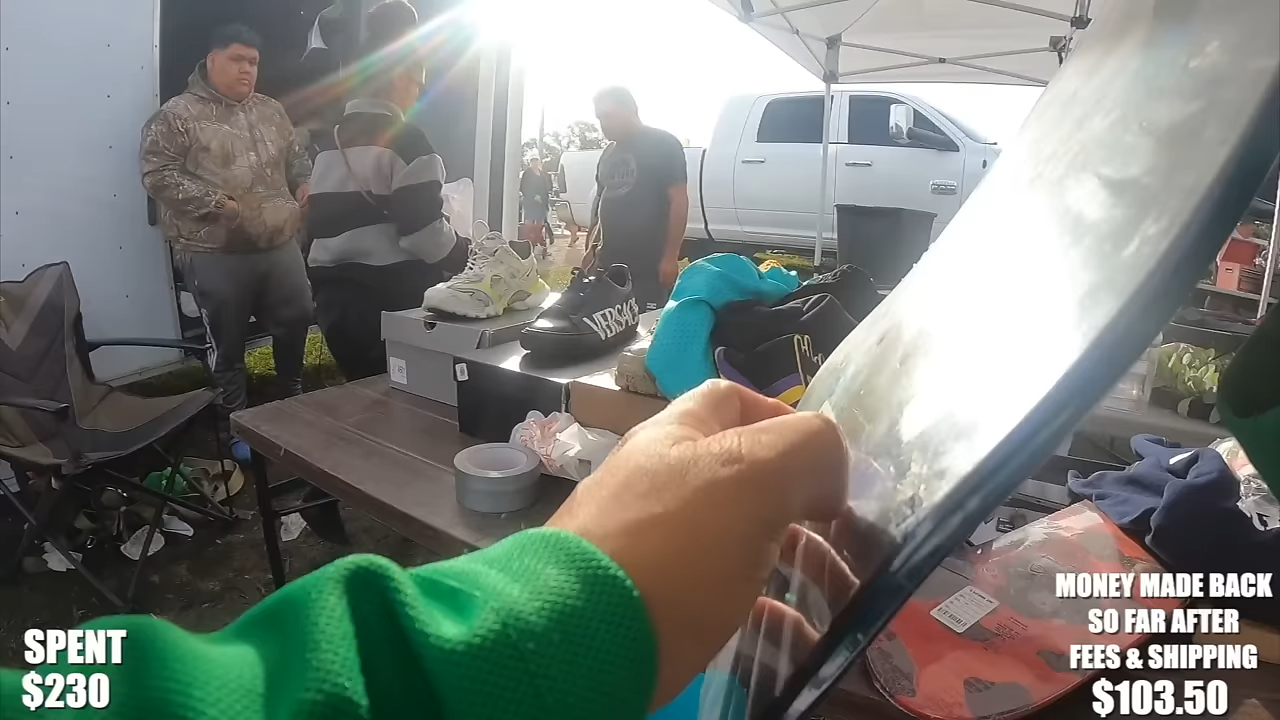 VERSACE
SPENT
$230
MONEY MADE BACK
SO FAR AFTER
FEES & SHIPPING
$103.50